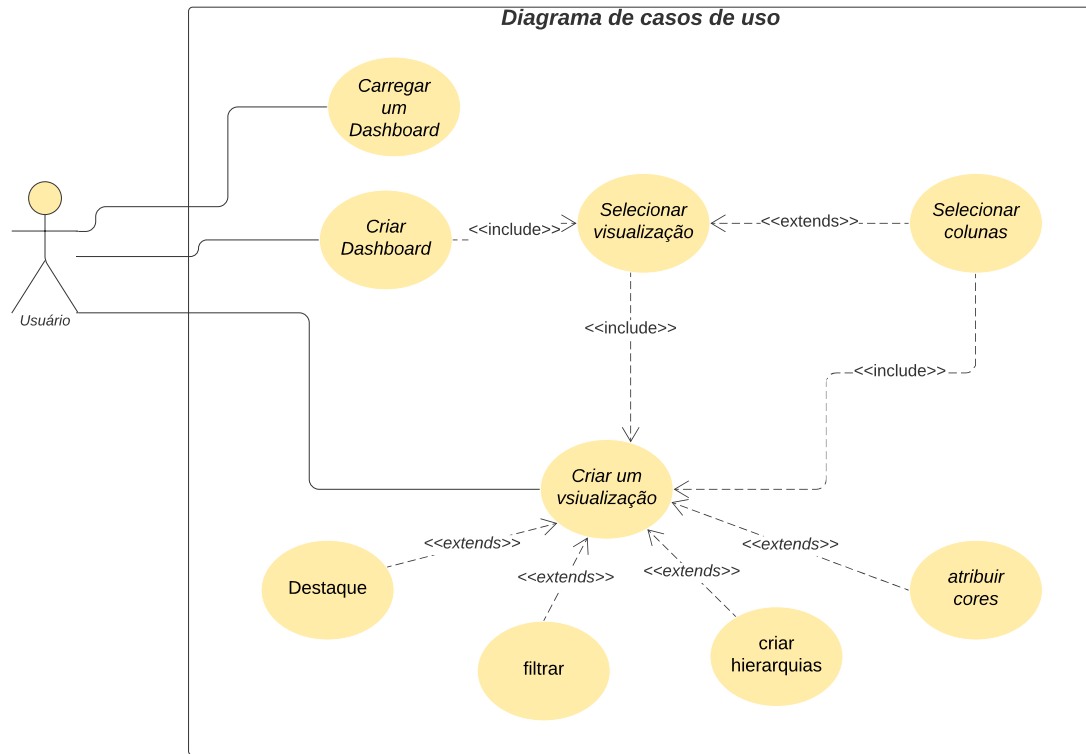 Diagrama de casos de uso
Carregar
um
Dashboard
Criar
Dashboard
<<include>>
Selecionar
visualização
<<extends>>
Selecionar
colunas
Usuário
<<include>>
<<include>>
Criar um
vsiualização
<<extends>>
<<extends>>
<<extends>>
<<extends>>
Destaque
filtrar
criar
hierarquias
atribuir
cores